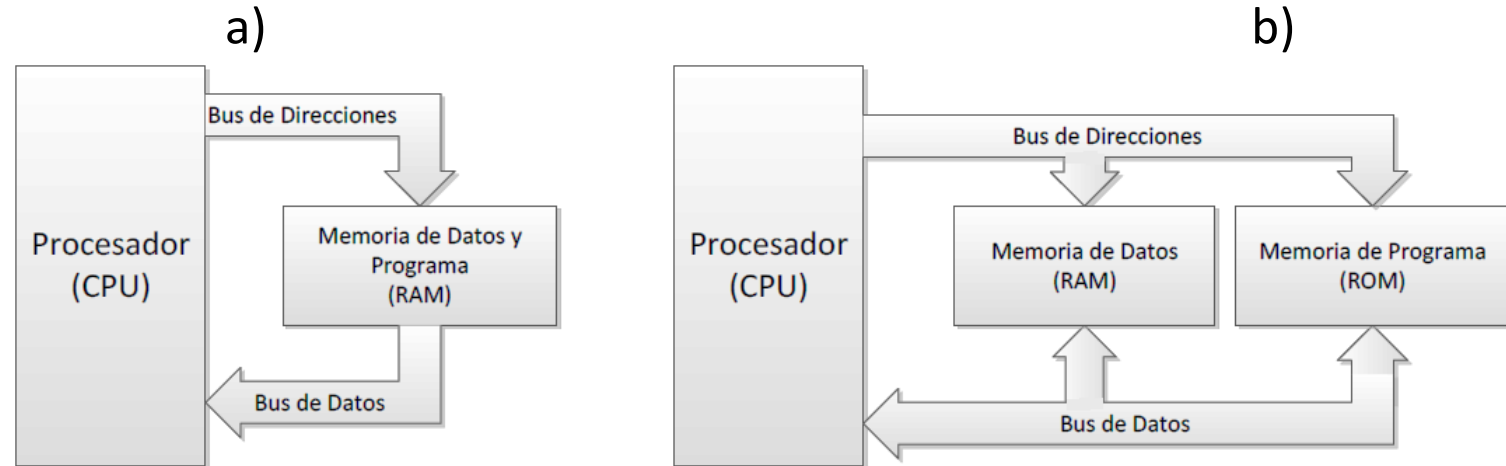 a)
Bus de Direcciones
Procesador
(CPU)
Memoria de Datos y
Programa
(RAM)
Bus de Datos
b)
Bus de Direcciones
Procesador
(CPU)
Memoria de Datos
(RAM)
Memoria de Programa
(ROM)
Bus de Datos